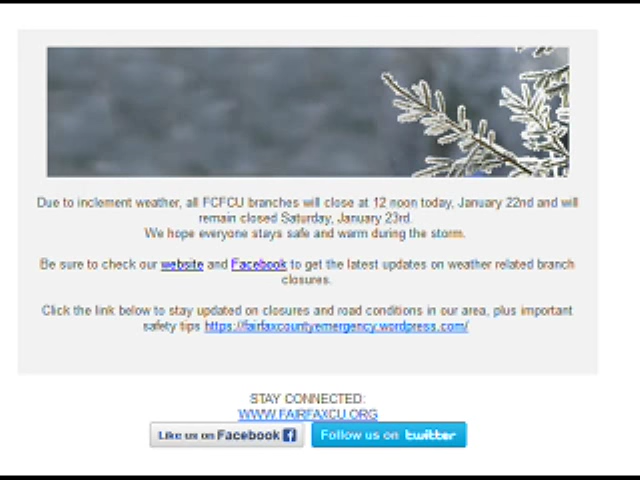 Due to inclement weather, all FCFCU branches will close at 12 noon today, January 22nd and will
remain closed Saturday, January 23rd.
We hope everyone stays safe and warm during the storm.
Be sure to check our website and Facebook to get the latest updates on weather related branch
closures.
Click the link below to stay updated on closures and road conditions in our area, plus important
safety tips https://fairfaxcountyemergency.wordpress.com/
STAY CONNECTED:
WWW.FAIRFAXCU.ORG
Like us on Facebook f
Follow us on twitter